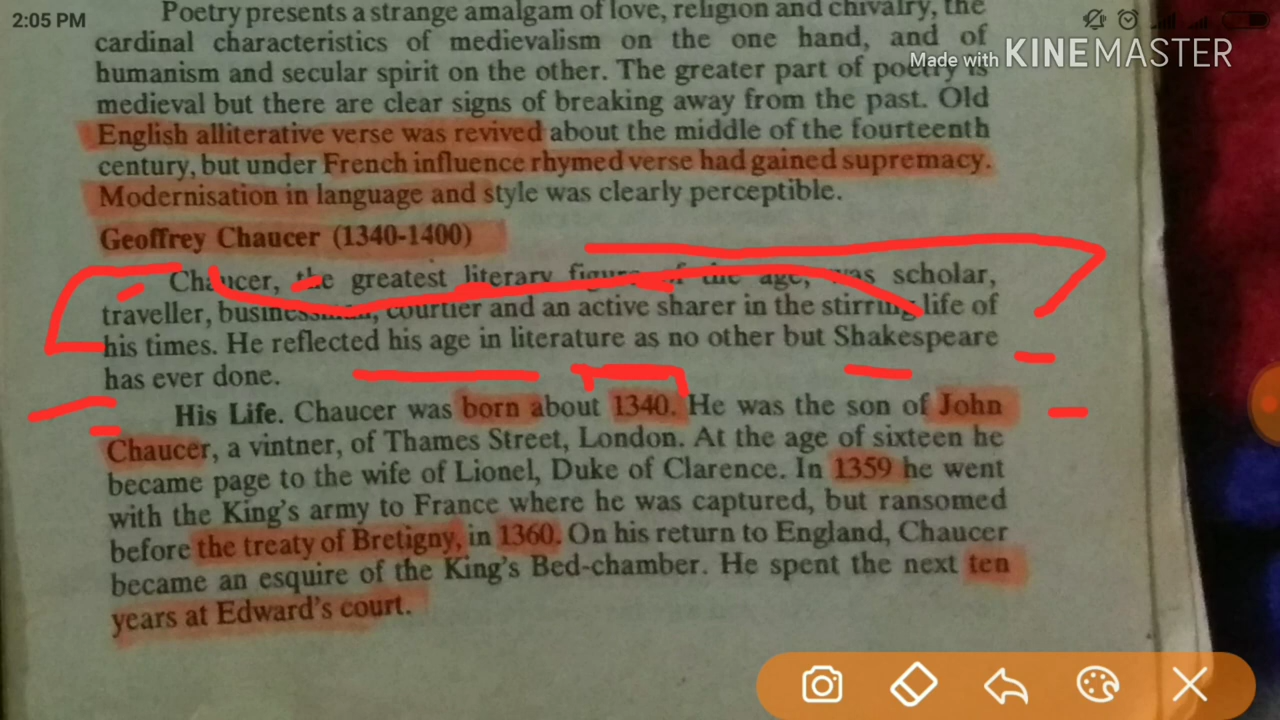 2:05 PM
Poetry presents a strange amalgam of love, religion and chivalry, the
cardinal characteristics of medievalism on the one hand, and of
Made with KINEMASTER
humanism and secular spirit on the other. The greater part of poetry is
medieval but there are clear signs of breaking away from the past. Old
English alliterative verse was revived about the middle of the fourteenth
century, but under French influence rhymed verse had gained supremacy.
Modernisation in language and style was clearly perceptible.
Geoffrey Chaucer (1340-1400)
Chaucer, the greatest literary figure of the age, was scholar,
traveller, businessman, courtier and an active sharer in the stirring life of
his times. He reflected his age in literature as no other but Shakespeare
has ever done.
His Life. Chaucer was born about 1340. He was the son of John
Chaucer, a vintner, of Thames Street, London. At the age of sixteen he
became page to the wife of Lionel, Duke of Clarence. In 1359 he went
with the King's army to France where he was captured, but ransomed
before the treaty of Bretigny, in 1360. On his return to England, Chaucer
became an esquire of the King's Bed-chamber. He spent the next ten
years at Edward's court.